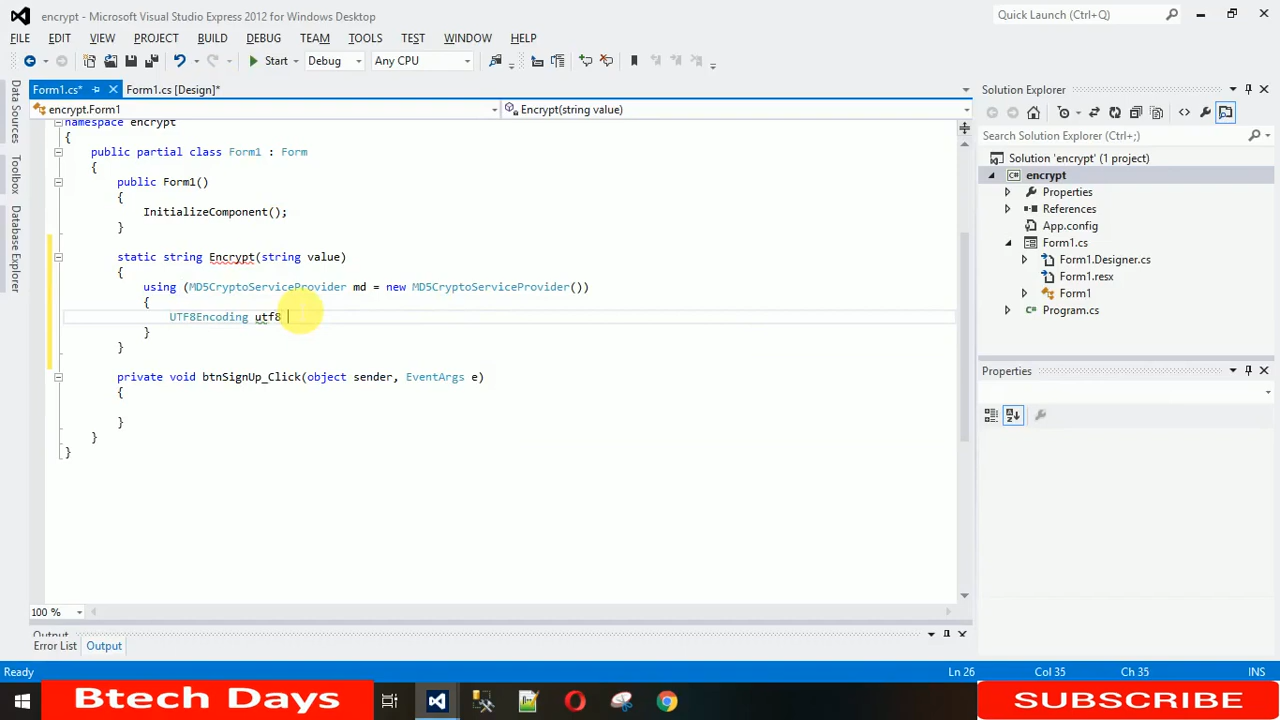 encrypt - Microsoft Visual Studio Express 2012 for Windows Desktop
Quick Launch (Ctrl+Q)
FILE EDIT VIEW PROJECT BUILD DEBUG TEAM TOOLS TEST WINDOW HELP
Start Debug Any CPU
Data Sources
Toolbox
Database Explorer
Form1.cs* Form1.cs [Design]*
encrypt.Form1 Encrypt(string value)
namespace encrypt
{
public partial class Form1 : Form
{
public Form1()
{
InitializeComponent();
}
static string Encrypt(string value)
{
using (MD5CryptoServiceProvider md = new MD5CryptoServiceProvider())
{
UTF8Encoding utf8
}
}
private void btnSignUp_Click(object sender, EventArgs e)
{
}
}
}
100 %
Output
Error List Output
Solution Explorer
Search Solution Explorer (Ctrl+;)
Solution 'encrypt' (1 project)
C# encrypt
Properties
References
App.config
Form1.cs
Form1.Designer.cs
Form1.resx
Form1
C# Program.cs
Properties
Ready Ln 26 Col 35 Ch 35 INS
Btech Days
SUBSCRIBE